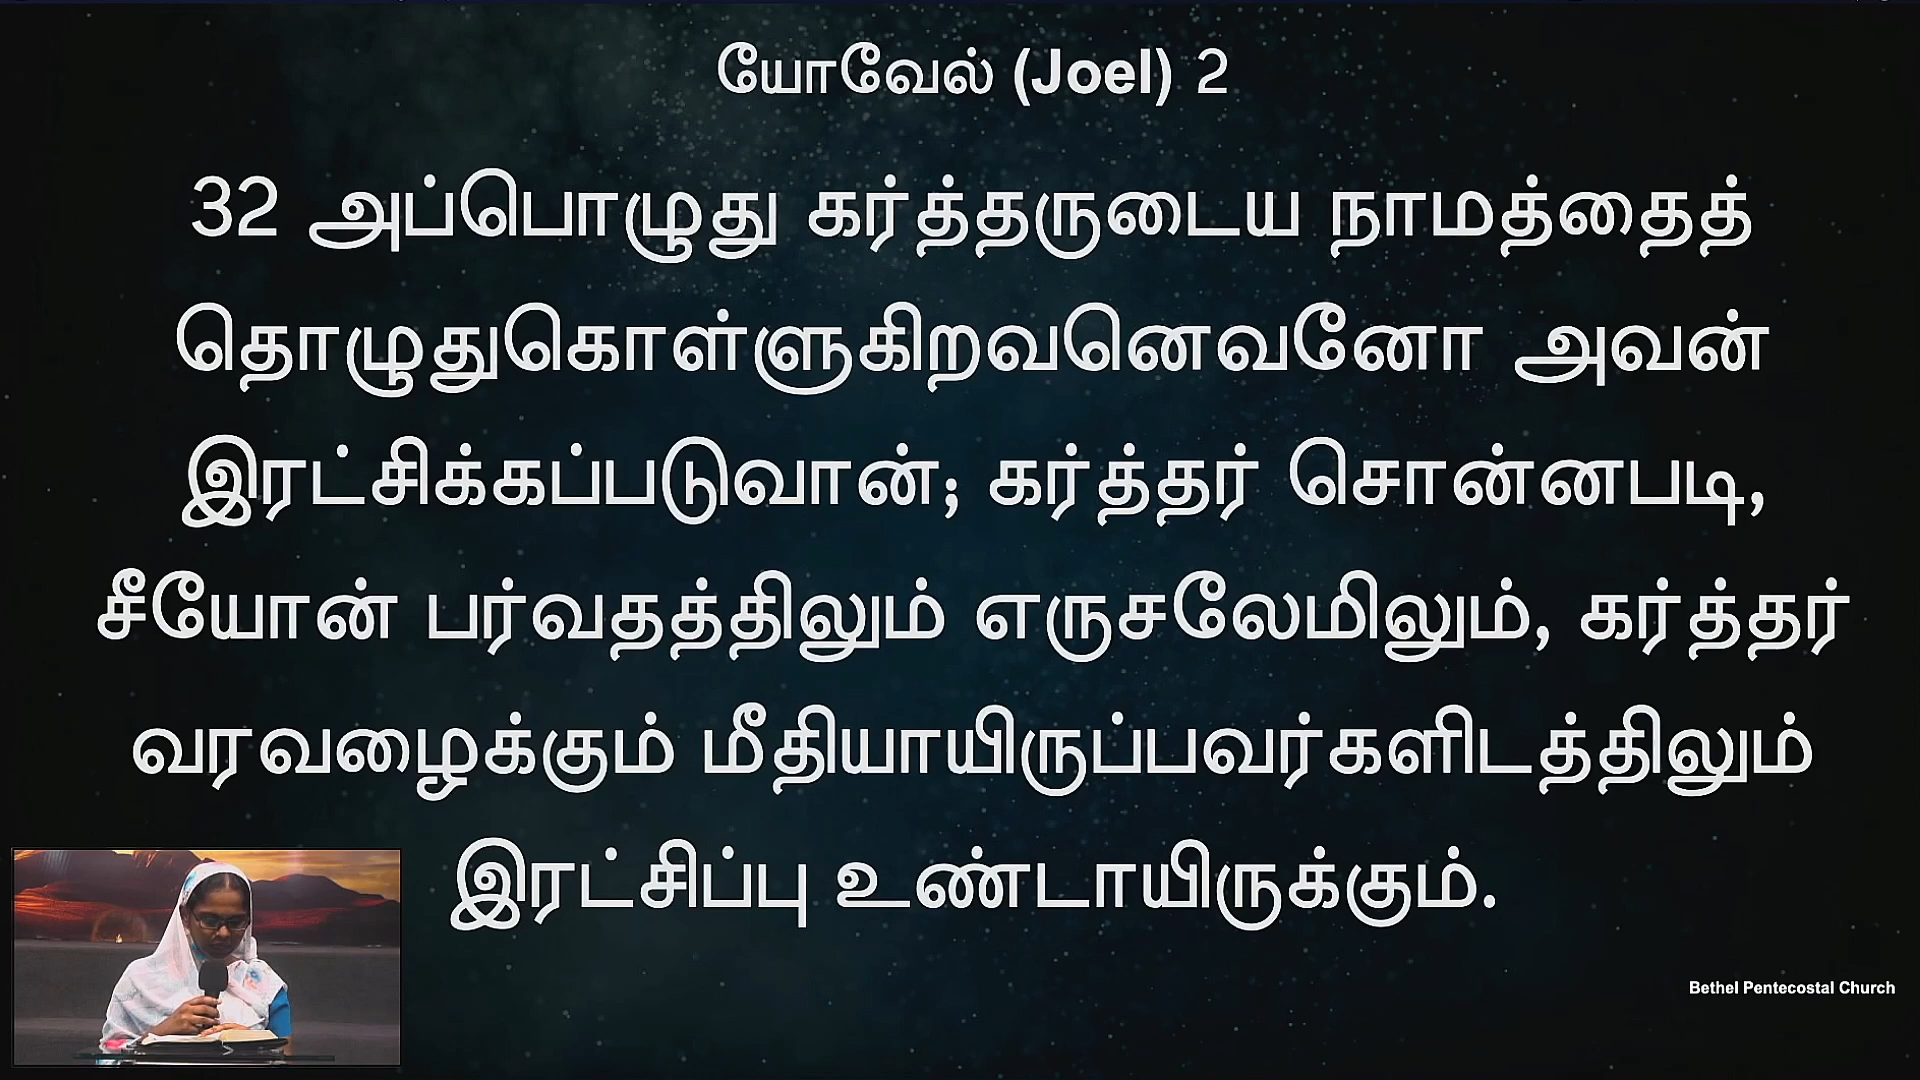 யோவேல் (Joel) 2
32 அப்பொழுது கர்த்தருடைய நாமத்தைத்
தொழுதுகொள்ளுகிறவனெவனோ அவன்
இரட்சிக்கப்படுவான்; கர்த்தர் சொன்னபடி,
சீயோன் பர்வதத்திலும் எருசலேமிலும், கர்த்தர்
வரவழைக்கும் மீதியாயிருப்பவர்களிடத்திலும்
இரட்சிப்பு உண்டாயிருக்கும்.
Bethel Pentecostal Church